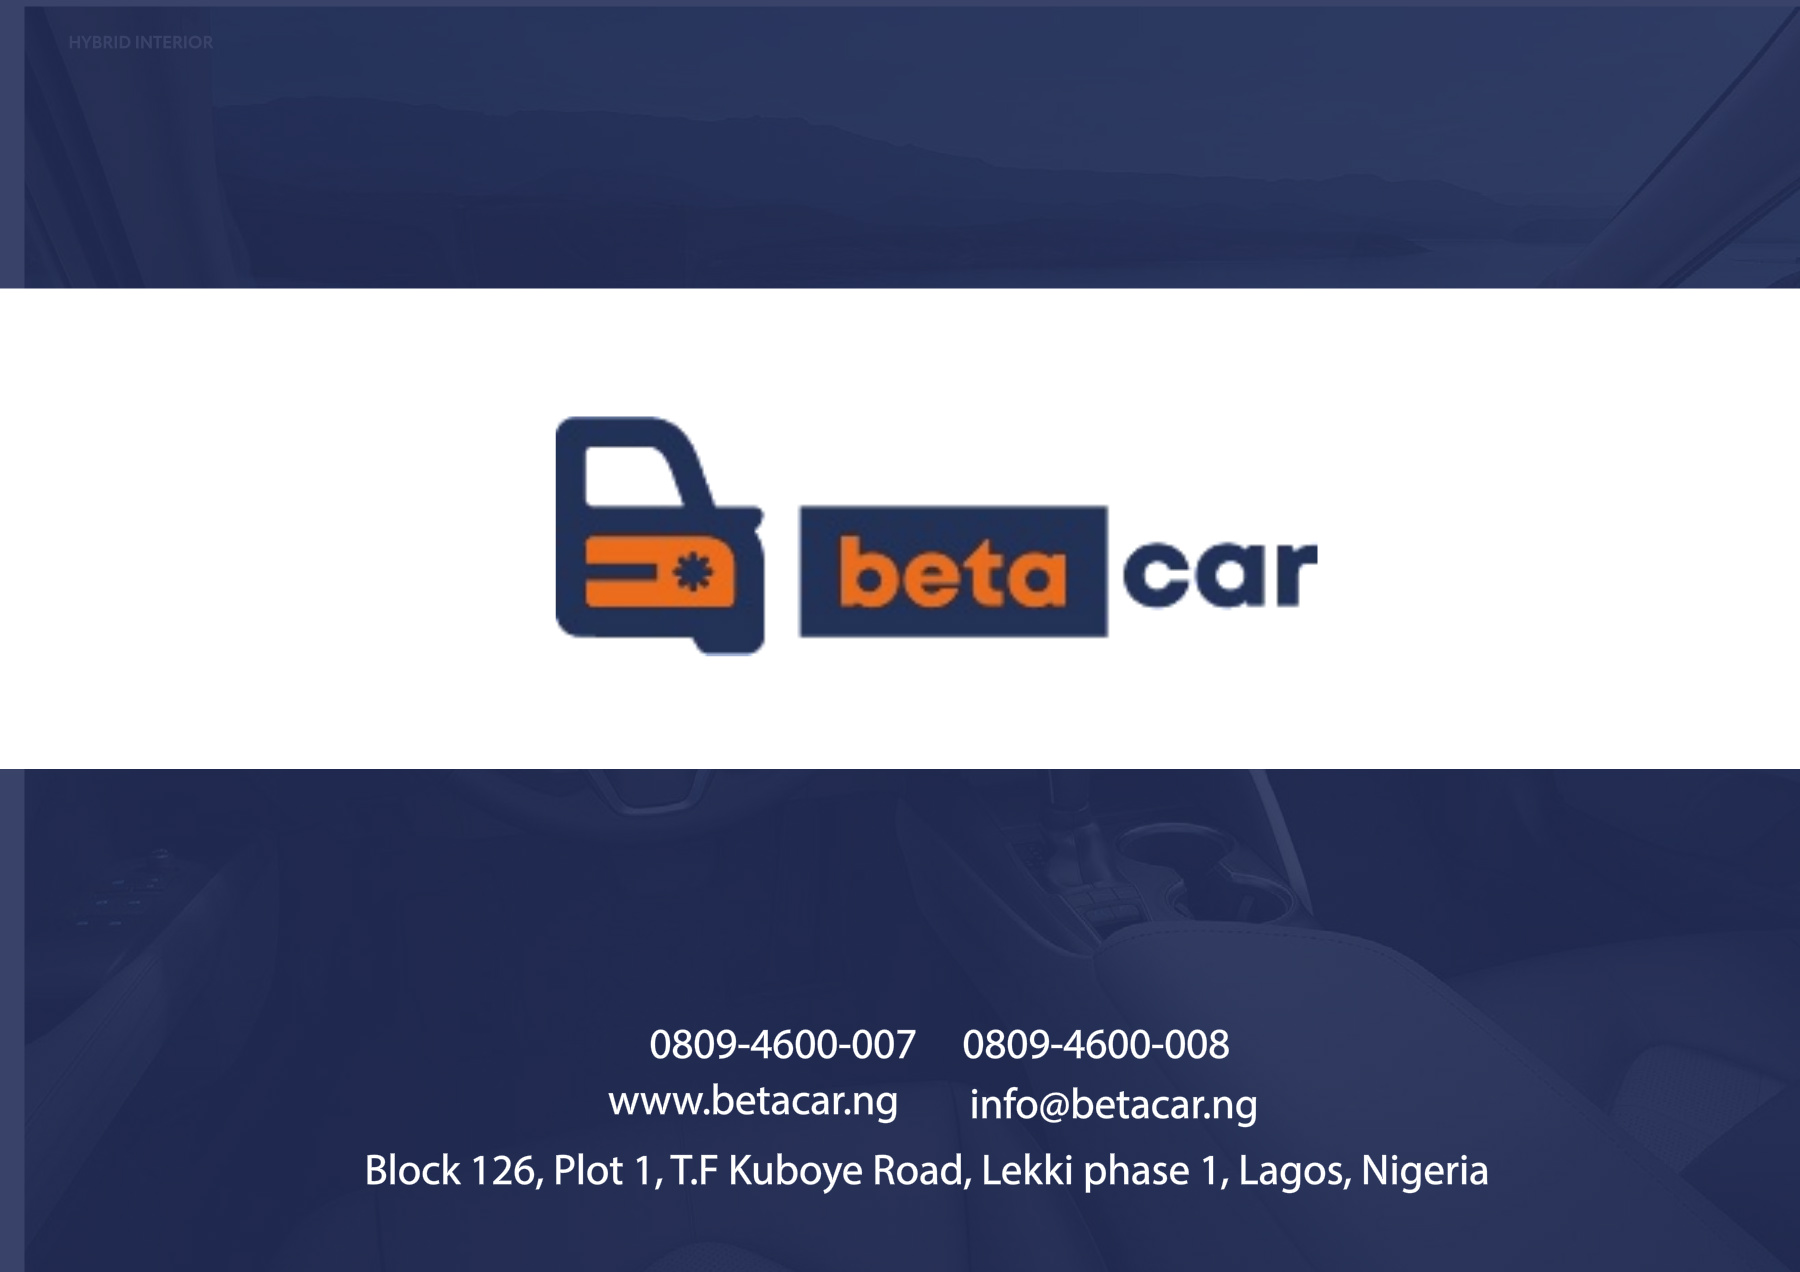 HYBRID INTERIOR
beta car
0809-4600-007 0809-4600-008
www.betacar.ng info@betacar.ng
Block 126, Plot 1, T.F Kuboye Road, Lekki phase 1, Lagos, Nigeria